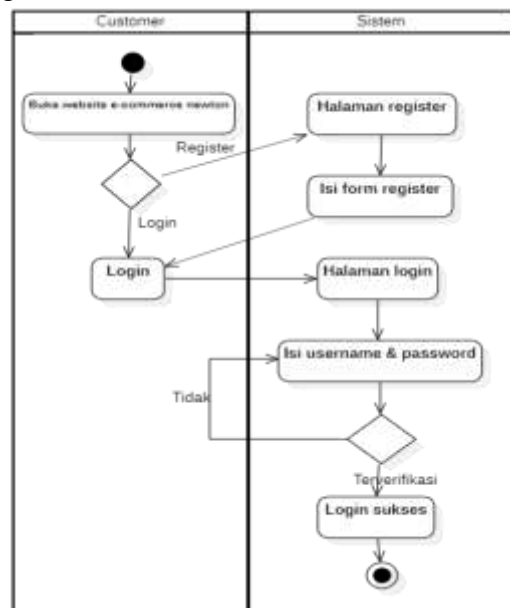 Customer
Sistem
Buka website e-commerce newton
Halaman register
Register
Isi form register
Login
Login
Halaman login
Isi username & password
Tidak
Terverifikasi
Login sukses